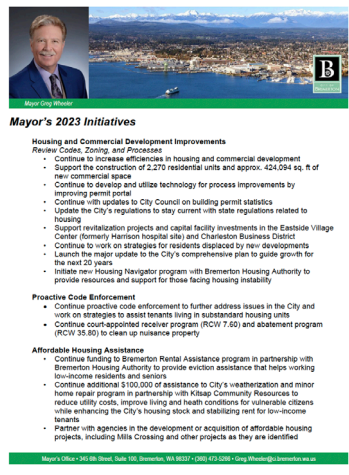 B
Mayor Greg Wheeler
Mayor's 2023 Initiatives
Housing and Commercial Development Improvements
Review Codes, Zoning, and Processes
• Continue to increase efficiencies in housing and commercial development
• Support the construction of 2,270 residential units and approx. 424,094 sq. ft of
new commercial space
• Continue to develop and utilize technology for process improvements by
improving permit portal
• Continue with updates to City Council on building permit statistics
• Update the City's regulations to stay current with state regulations related to
housing
• Support revitalization projects and capital facility investments in the Eastside Village
Center (formerly Harrison hospital site) and Charleston Business District
• Continue to work on strategies for residents displaced by new developments
• Launch the major update to the City's comprehensive plan to guide growth for
the next 20 years
• Initiate new Housing Navigator program with Bremerton Housing Authority to
provide resources and support for those facing housing instability
Proactive Code Enforcement
• Continue proactive code enforcement to further address issues in the City and
work on strategies to assist tenants living in substandard housing units
• Continue court-appointed receiver program (RCW 7.60) and abatement program
(RCW 35.80) to clean up nuisance property
Affordable Housing Assistance
• Continue funding to Bremerton Rental Assistance program in partnership with
Bremerton Housing Authority to provide eviction assistance that helps working
low-income residents and seniors
• Continue additional $100,000 of assistance to City's weatherization and minor
home repair program in partnership with Kitsap Community Resources to
reduce utility costs, improve living and heath conditions for vulnerable citizens
while enhancing the City's housing stock and stabilizing rent for low-income
tenants
• Partner with agencies in the development or acquisition of affordable housing
projects, including Mills Crossing and other projects as they are identified
Mayor's Office • 345 6th Street, Suite 100, Bremerton, WA 98337 • (360) 473-5266 • Greg.Wheeler@ci.bremerton.wa.us